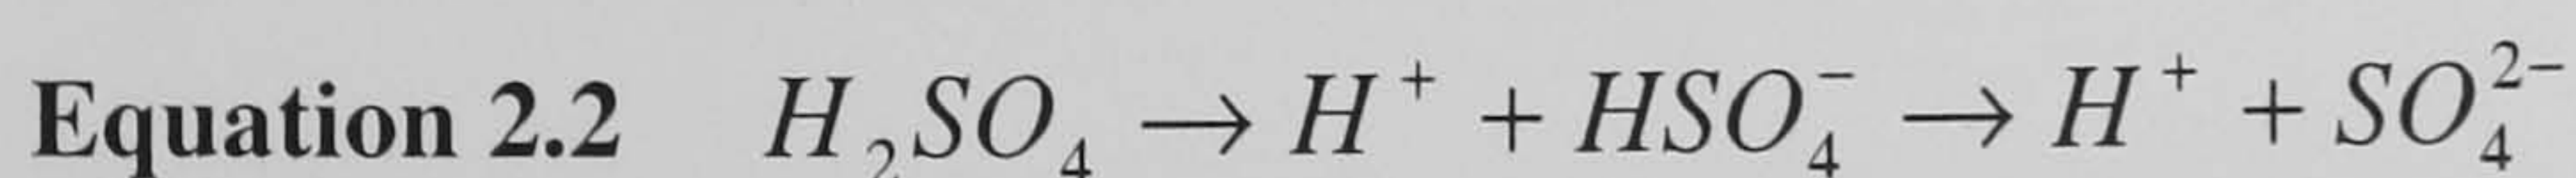 Equation 2.2 H₂SO₄ → H⁺ + HSO₄⁻ → H⁺ + SO₄²⁻